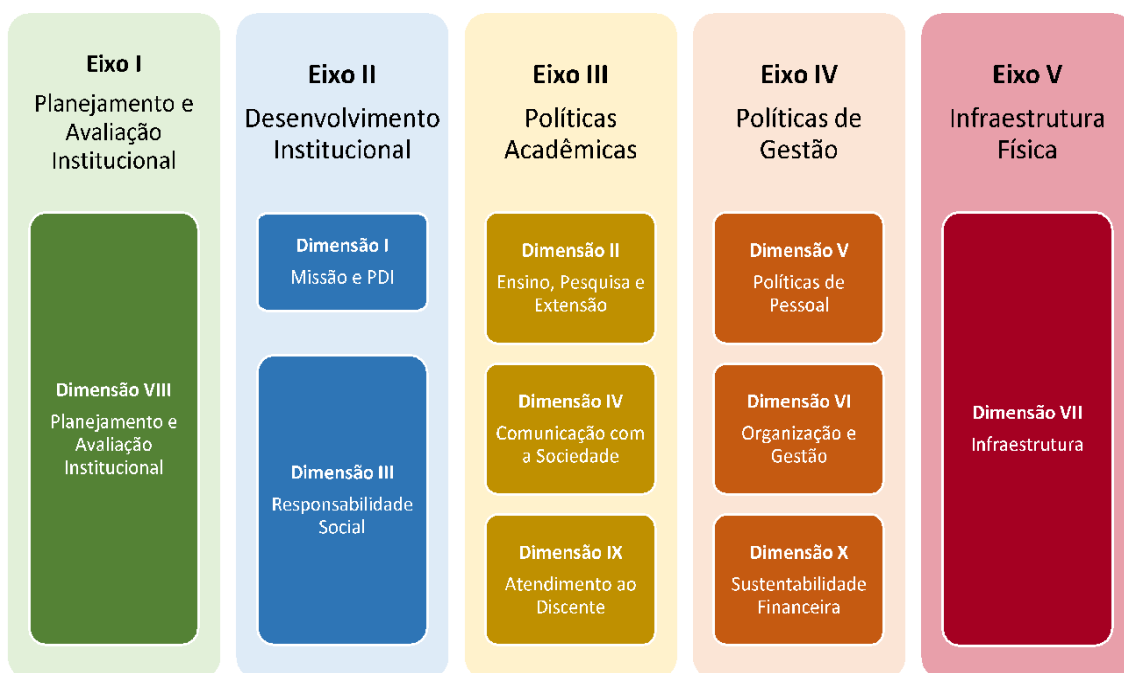 Eixo I
Planejamento e
Avaliação
Institucional
Dimensão VIII
Planejamento e
Avaliação
Institucional
Eixo II
Desenvolvimento
Institucional
Dimensão I
Missão e PDI
Dimensão III
Responsabilidade
Social
Eixo III
Políticas
Acadêmicas
Dimensão II
Ensino, Pesquisa e
Extensão
Dimensão IV
Comunicação com
a Sociedade
Dimensão IX
Atendimento ao
Discente
Eixo IV
Políticas de
Gestão
Dimensão V
Políticas de
Pessoal
Dimensão VI
Organização e
Gestão
Dimensão X
Sustentabilidade
Financeira
Eixo V
Infraestrutura
Física
Dimensão VII
Infraestrutura